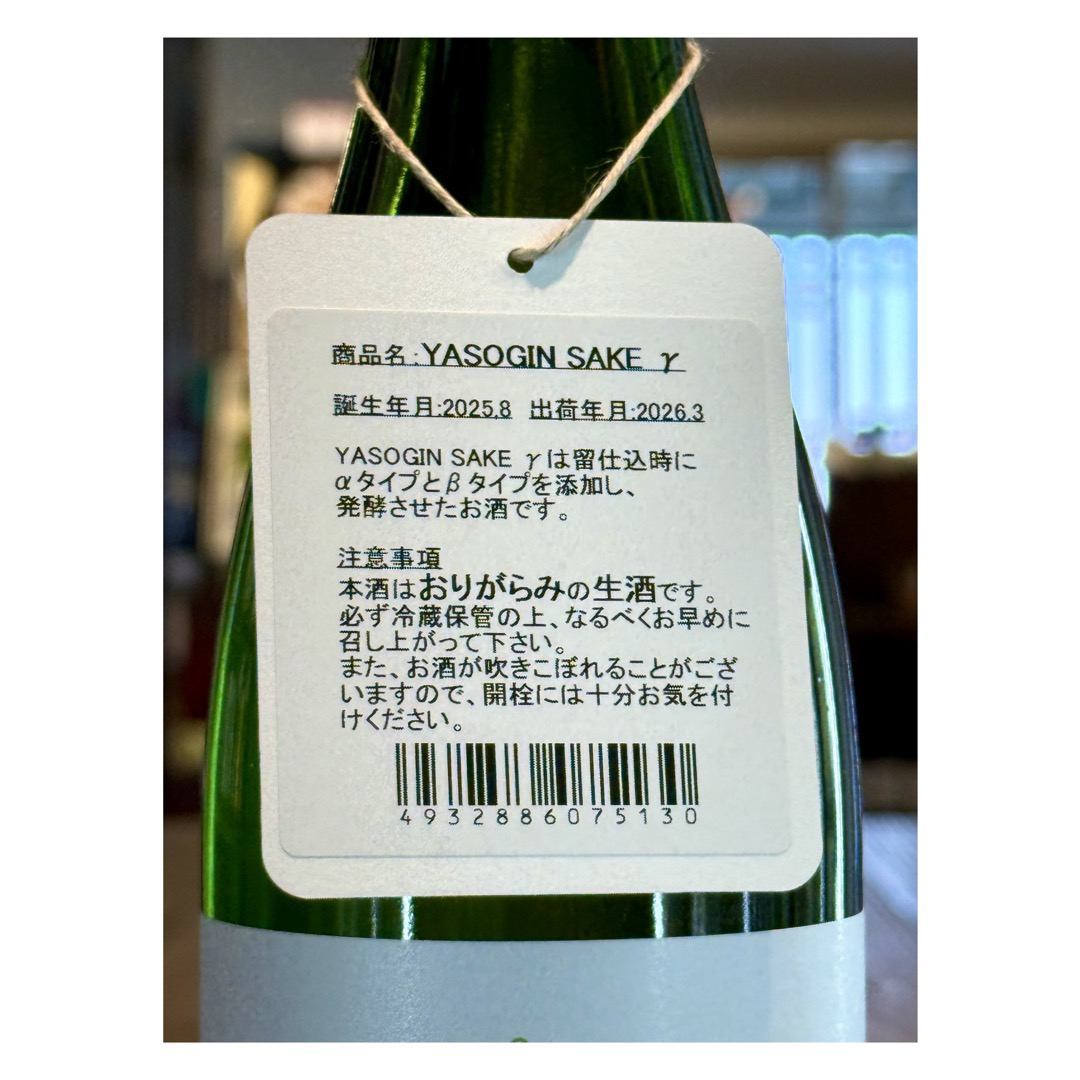 商品名:YASOGIN SAKE γ
誕生年月:2025.8 出荷年月:2026.3
YASOGIN SAKE γは留仕込時に
αタイプとβタイプを添加し、
発酵させたお酒です。
注意事項
本酒はおりがらみの生酒です。
必ず冷蔵保管の上、なるべくお早めに
召し上がって下さい。
また、お酒が吹きこぼれることがござ
いますので、開栓には十分お気を付
けください。
4932886075130